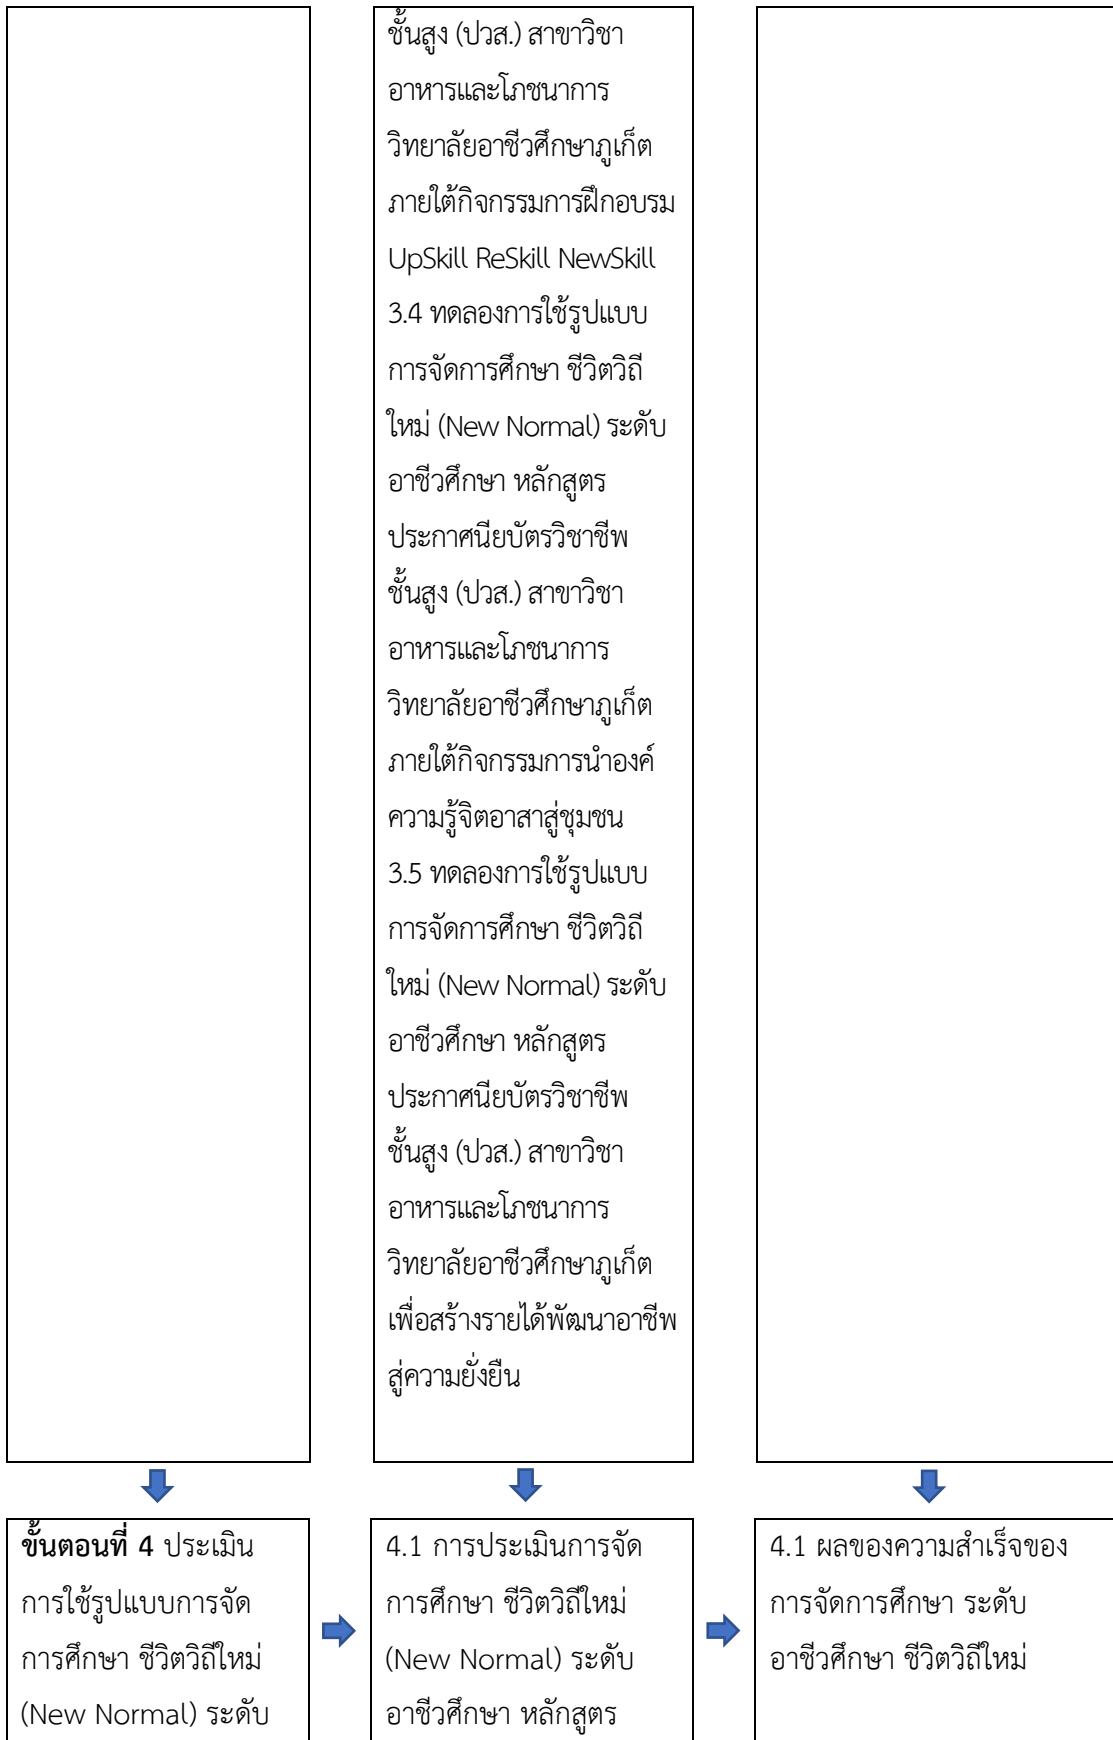 ชั้นสูง (ปวส.) สาขาวิชา
อาหารและโภชนาการ
วิทยาลัยอาชีวศึกษาภูเก็ต
ภายใต้กิจกรรมการฝึกอบรม
UpSkill ReSkill NewSkill
3.4 ทดลองการใช้รูปแบบ
การจัดการศึกษา ชีวิตวิถี
ใหม่ (New Normal) ระดับ
อาชีวศึกษา หลักสูตร
ประกาศนียบัตรวิชาชีพ
ชั้นสูง (ปวส.) สาขาวิชา
อาหารและโภชนาการ
วิทยาลัยอาชีวศึกษาภูเก็ต
ภายใต้กิจกรรมการนำองค์
ความรู้จิตอาสาสู่ชุมชน
3.5 ทดลองการใช้รูปแบบ
การจัดการศึกษา ชีวิตวิถี
ใหม่ (New Normal) ระดับ
อาชีวศึกษา หลักสูตร
ประกาศนียบัตรวิชาชีพ
ชั้นสูง (ปวส.) สาขาวิชา
อาหารและโภชนาการ
วิทยาลัยอาชีวศึกษาภูเก็ต
เพื่อสร้างรายได้พัฒนาอาชีพ
สู่ความยั่งยืน
ขั้นตอนที่ 4 ประเมิน
การใช้รูปแบบการจัด
การศึกษา ชีวิตวิถีใหม่
(New Normal) ระดับ
4.1 การประเมินการจัด
การศึกษา ชีวิตวิถีใหม่
(New Normal) ระดับ
อาชีวศึกษา หลักสูตร
4.1 ผลของความสำเร็จของ
การจัดการศึกษา ระดับ
อาชีวศึกษา ชีวิตวิถีใหม่